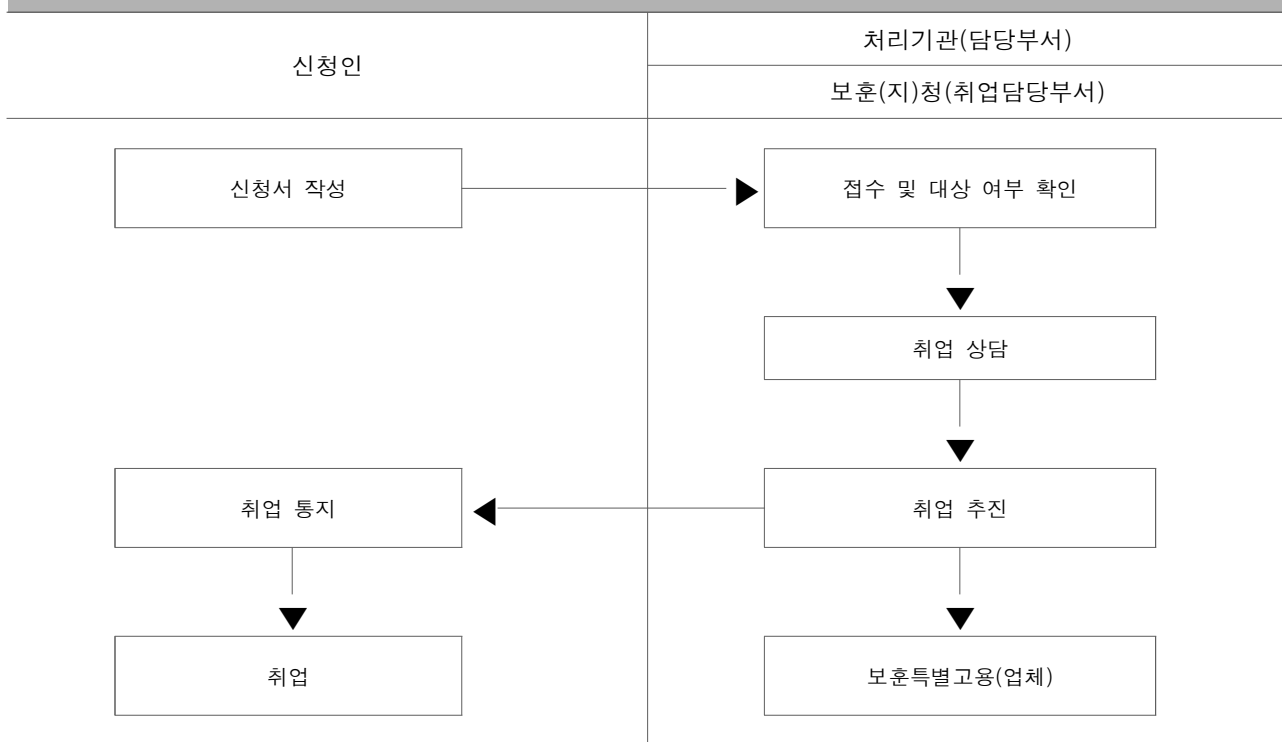 신청인
처리기관(담당부서)
보훈(지)청(취업담당부서)
신청서 작성
접수 및 대상 여부 확인
취업 상담
취업 통지
취업 추진
취업
보훈특별고용(업체)